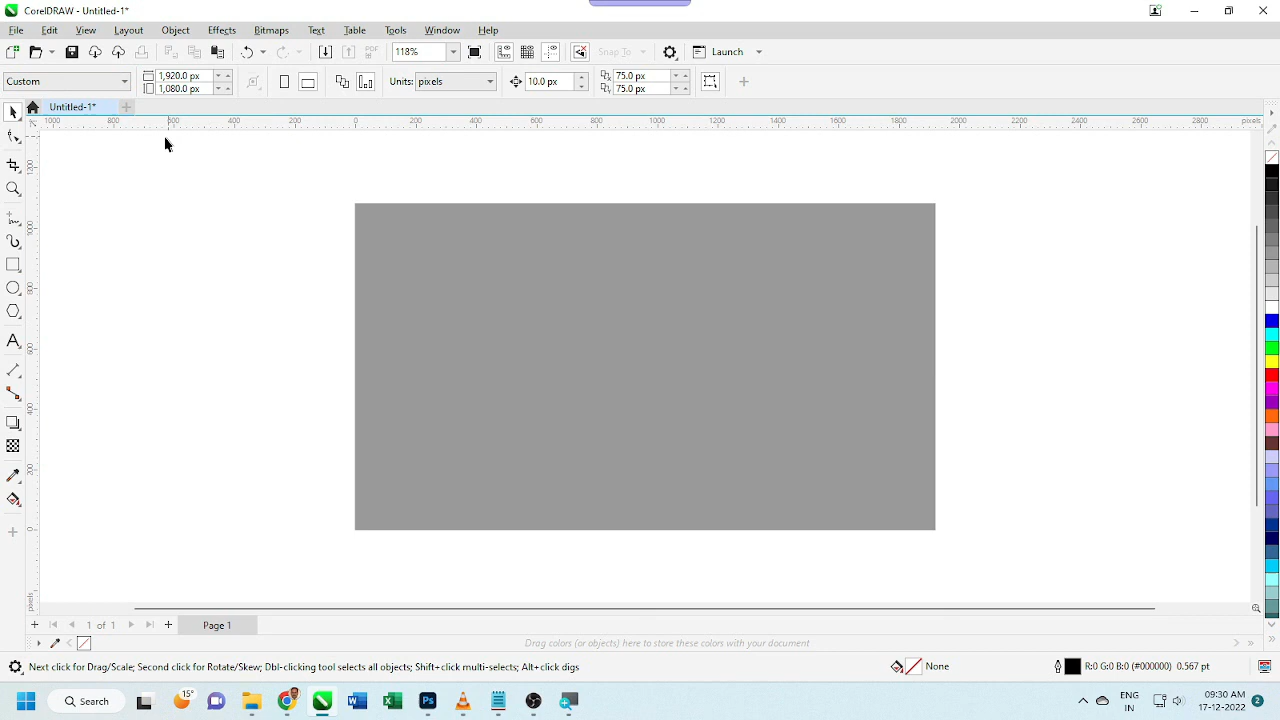 CorelDRAW - Untitled-1*
File Edit View Layout Object Effects Bitmaps Text Table Tools Window Help
PDF 118% Snap To Launch
Custom 1,920.0 px 1,080.0 px Units: pixels 10.0 px 75.0 px 75.0 px
Untitled-1*
1000 800 600 400 200 0 200 400 600 800 1000 1200 1400 1600 1800 2000 2200 2400 2600 2800 pixels
1 of 1 Page 1
Drag colors (or objects) here to store these colors with your document
Next click for Drag/Scale; Second click for Rotate/Skew; Dbl-clicking tool selects all objects; Shift+click multi-selects; Alt+click digs None R:0 G:0 B:0 (#000000) 0.567 pt
Search 15° ENG IN 09:30 AM 17-12-2022 2